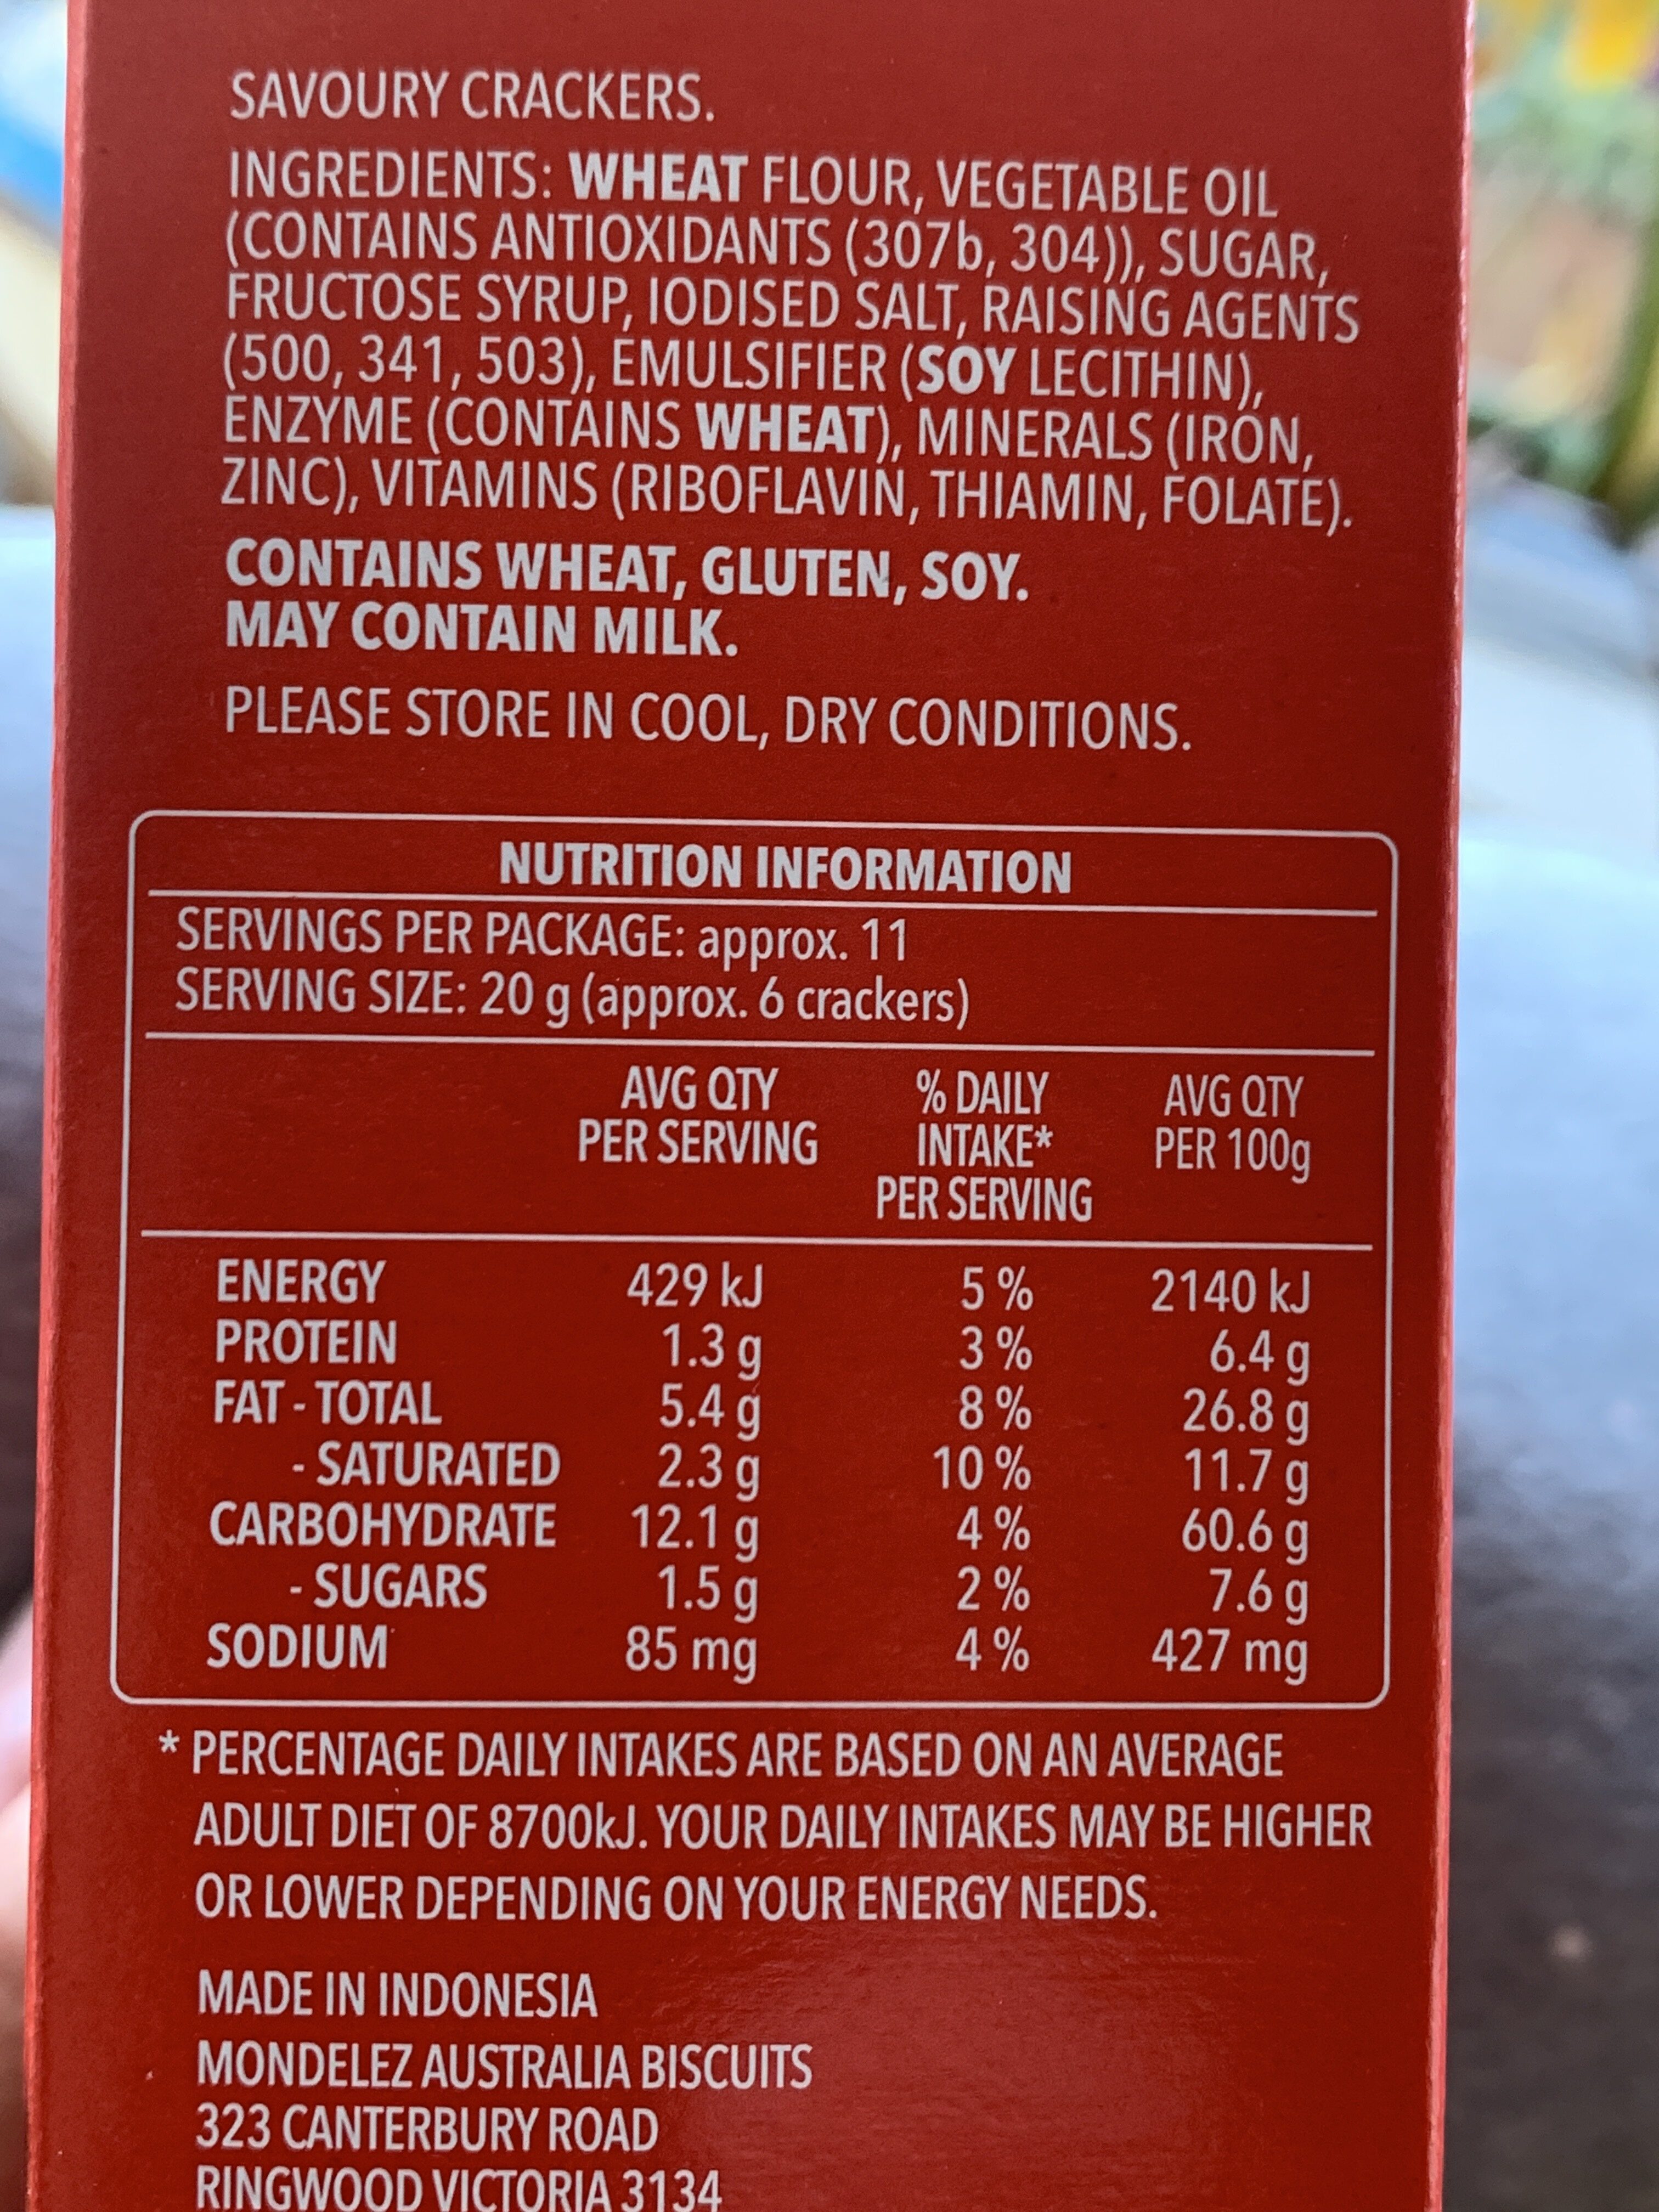 SAVOURY CRACKERS.
INGREDIENTS: WHEAT FLOUR, VEGETABLE OIL
(CONTAINS ANTIOXIDANTS (307b, 304)), SUGAR,
FRUCTOSE SYRUP, IODISED SALT, RAISING AGENTS
(500, 341, 503), EMULSIFIER (SOY LECITHIN),
ENZYME (CONTAINS WHEAT), MINERALS (IRON,
ZINC), VITAMINS (RIBOFLAVIN, THIAMIN, FOLATE).
CONTAINS WHEAT, GLUTEN, SOY.
MAY CONTAIN MILK.
PLEASE STORE IN COOL, DRY CONDITIONS.
NUTRITION INFORMATION
SERVINGS PER PACKAGE: approx. 11
SERVING SIZE: 20 g (approx. 6 crackers)
AVG QTY % DAILY AVG QTY
PER SERVING INTAKE* PER 100g
PER SERVING
ENERGY 429 kJ 5 % 2140 kJ
PROTEIN 1.3 g 3 % 6.4 g
FAT - TOTAL 5.4 g 8 % 26.8 g
- SATURATED 2.3 g 10 % 11.7 g
CARBOHYDRATE 12.1 g 4 % 60.6 g
- SUGARS 1.5 g 2 % 7.6 g
SODIUM 85 mg 4 % 427 mg
* PERCENTAGE DAILY INTAKES ARE BASED ON AN AVERAGE
ADULT DIET OF 8700kJ. YOUR DAILY INTAKES MAY BE HIGHER
OR LOWER DEPENDING ON YOUR ENERGY NEEDS.
MADE IN INDONESIA
MONDELEZ AUSTRALIA BISCUITS
323 CANTERBURY ROAD
RINGWOOD VICTORIA 3134